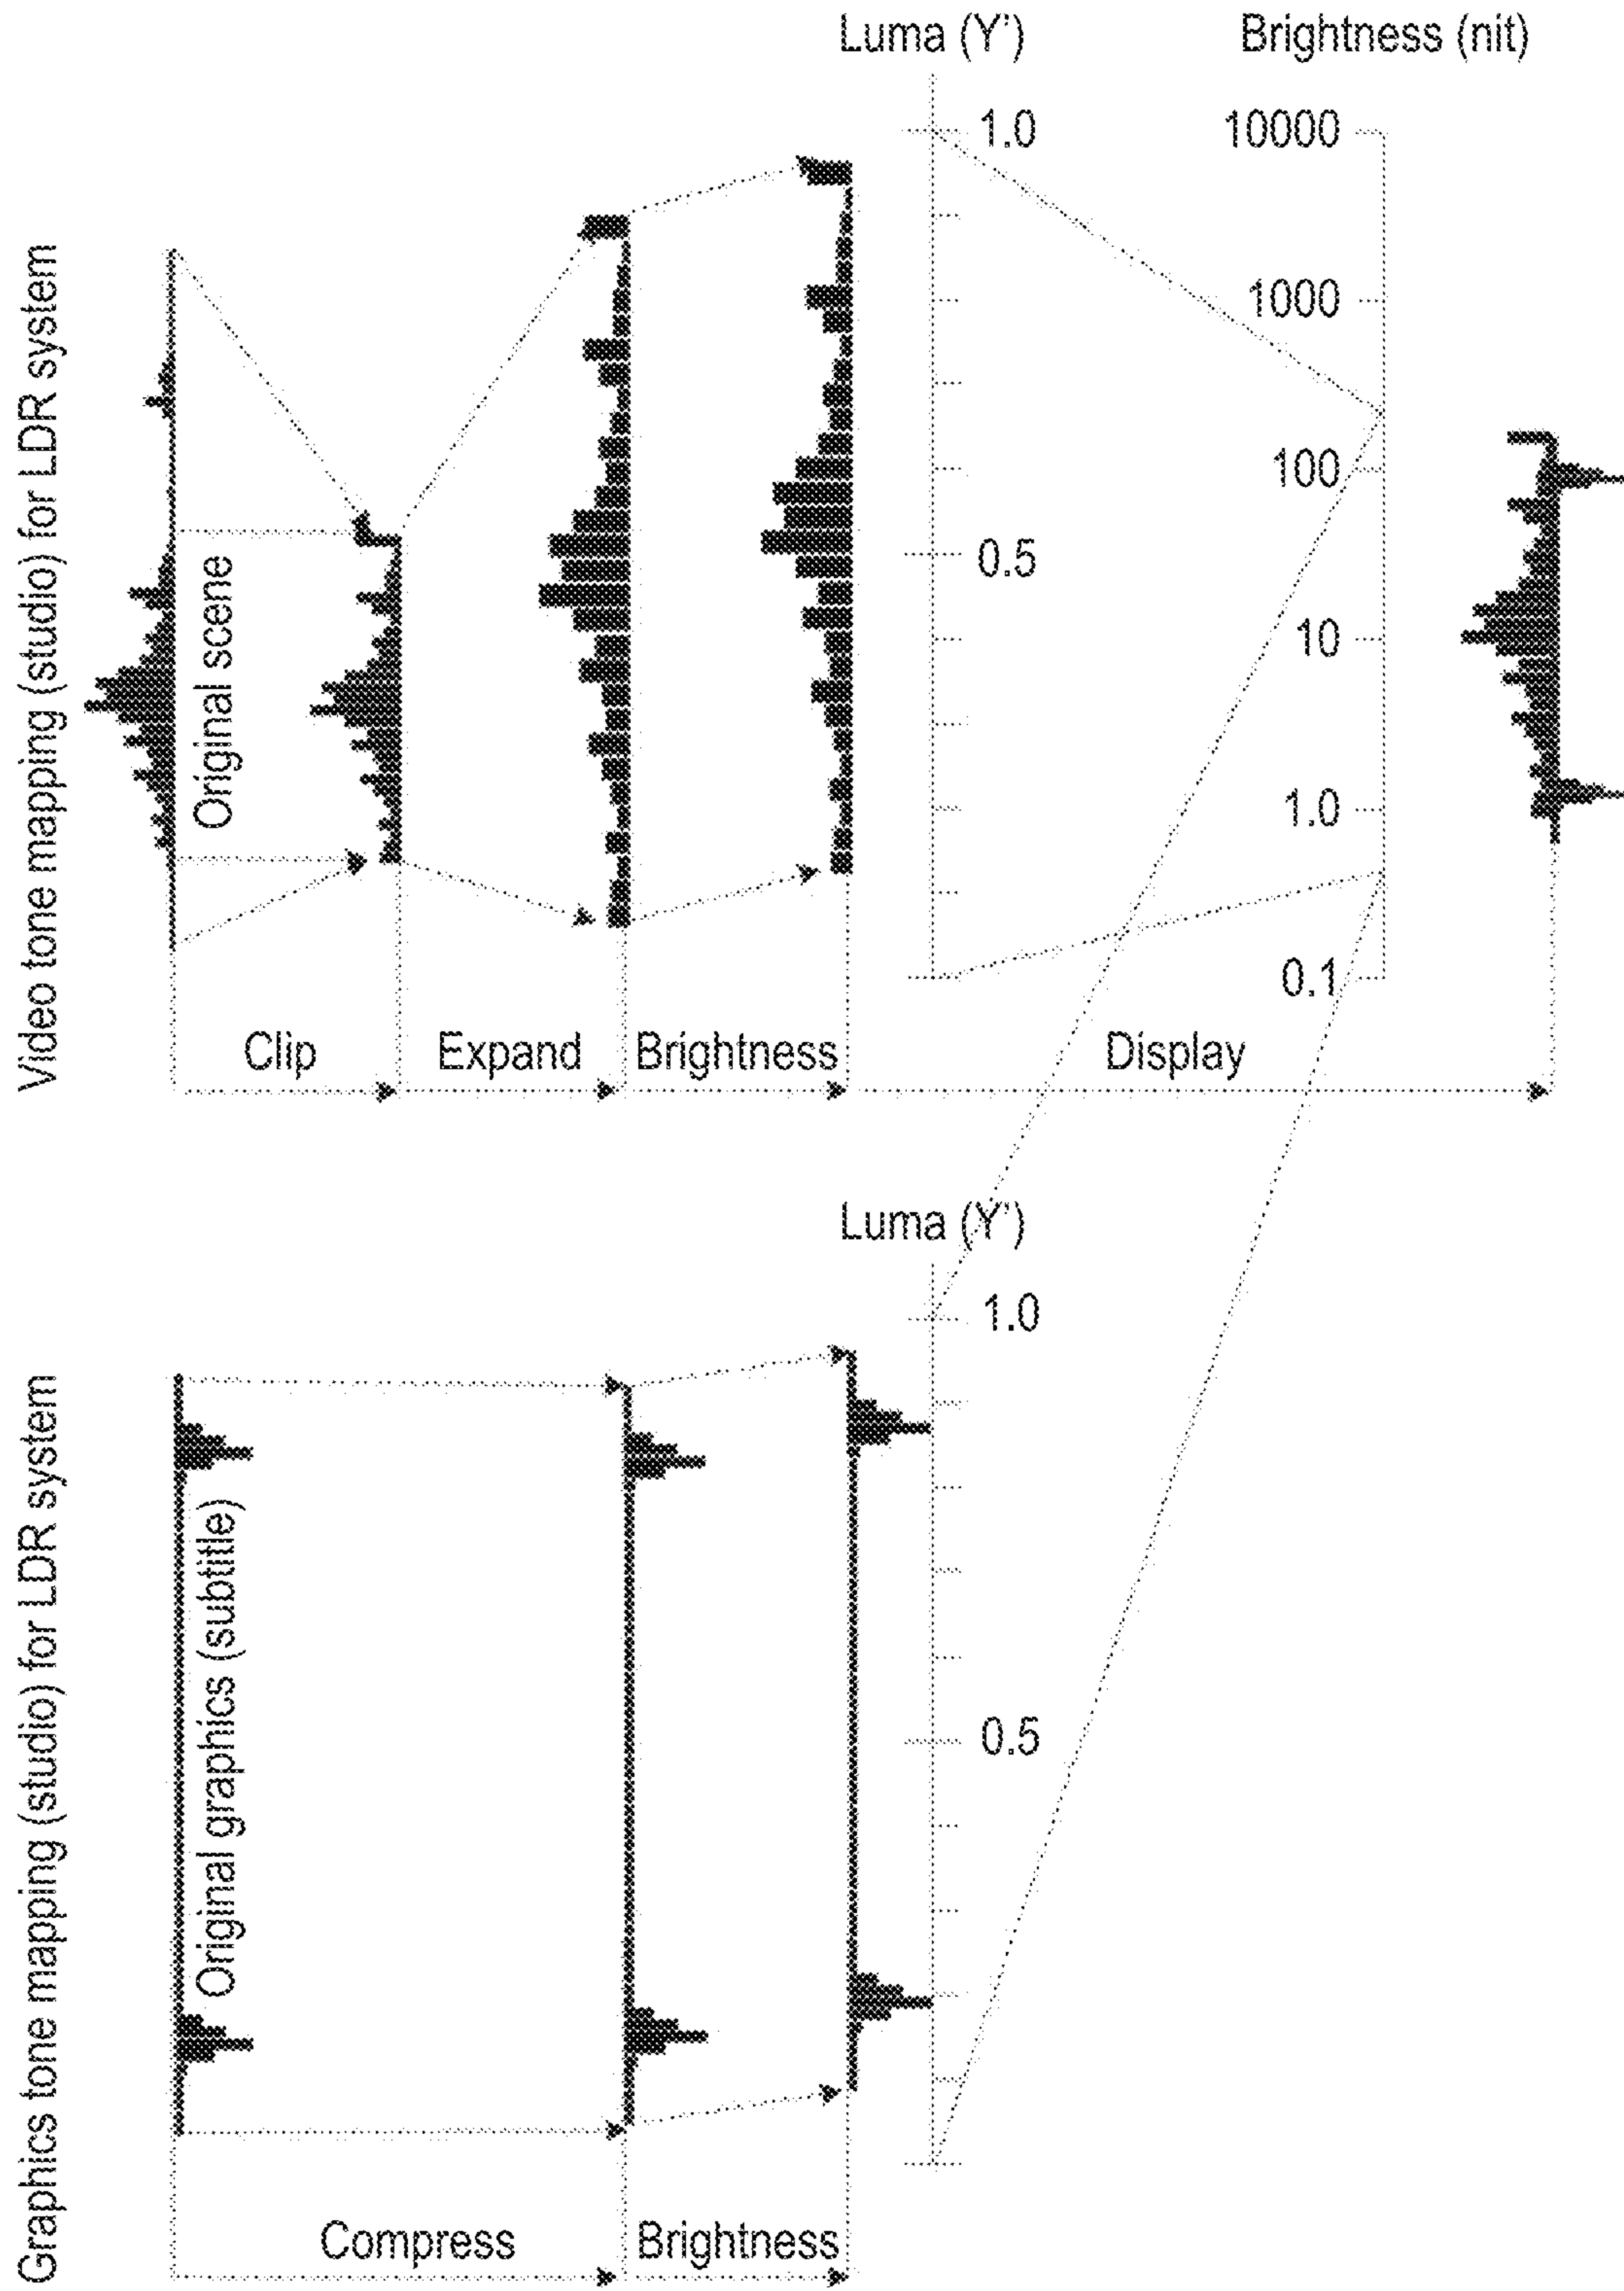 Video tone mapping (studio) for LDR system
Luma (Y')
Brightness (nit)
Original scene
1.0
0.5
10000
1000
100
10
1.0
0.1
Clip
Expand
Brightness
Display
Graphics tone mapping (studio) for LDR system
Luma (Y')
Original graphics (subtitle)
1.0
0.5
Compress
Brightness